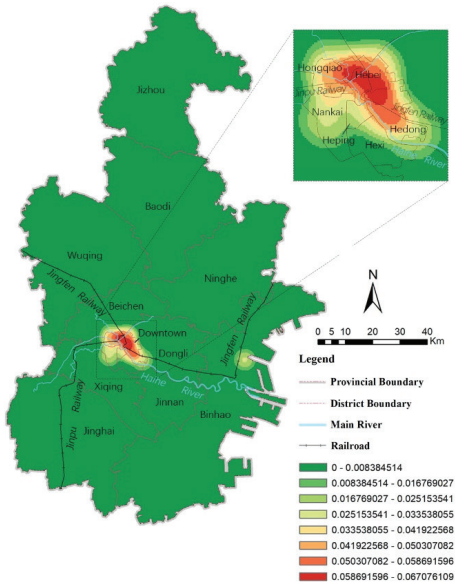 Jizhou
Baodi
Wuqing
Ninghe
Jingfen Railway
Beichen
Downtown
Dongli
Jingfen Railway
Xiqing
Haihe River
Jinnan
Binhao
Jinghai
Jinpu Railway
Hongqiao
Hebei
Jinpu Railway
Jingfen Railway
Nankai
Hedong
Heping
Hexi
River
N
0 5 10 20 30 40
Km
Legend
Provincial Boundary
District Boundary
Main River
Railroad
0 - 0.008384514
0.008384514 - 0.016769027
0.016769027 - 0.025153541
0.025153541 - 0.033538055
0.033538055 - 0.041922568
0.041922568 - 0.050307082
0.050307082 - 0.058691596
0.058691596 - 0.067076109